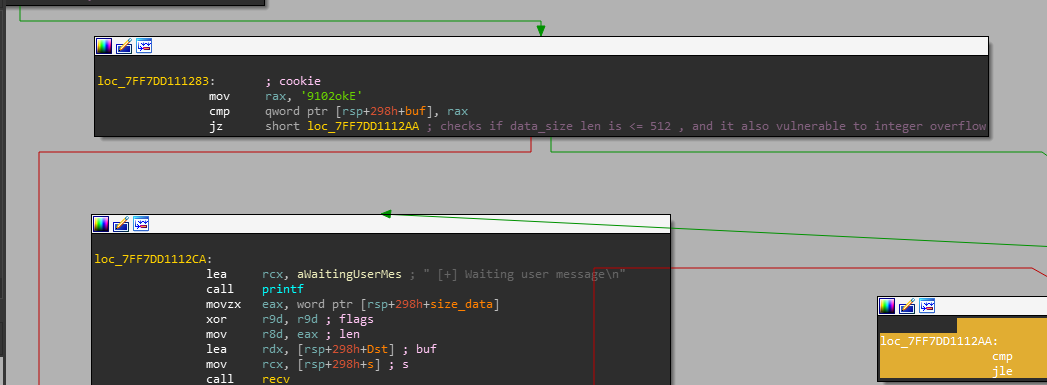 loc_7FF7DD111283: ; cookie
mov rax, '9102okE'
cmp qword ptr [rsp+298h+buf], rax
jz short loc_7FF7DD1112AA ; checks if data_size len is <= 512 , and it also vulnerable to integer overflow
loc_7FF7DD1112CA:
lea rcx, aWaitingUserMes ; " [+] Waiting user message\n"
call printf
movzx eax, word ptr [rsp+298h+size_data]
xor r9d, r9d ; flags
mov r8d, eax ; len
lea rdx, [rsp+298h+Dst] ; buf
mov rcx, [rsp+298h+s] ; s
call recv
loc_7FF7DD1112AA:
cmp
jle